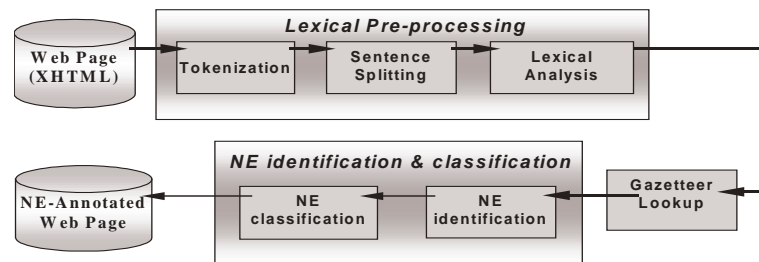 Lexical Pre-processing
Web Page
(XHTML)
Tokenization
Sentence
Splitting
Lexical
Analysis
NE identification & classification
NE-Annotated
Web Page
NE
classification
NE
identification
Gazetteer
Lookup